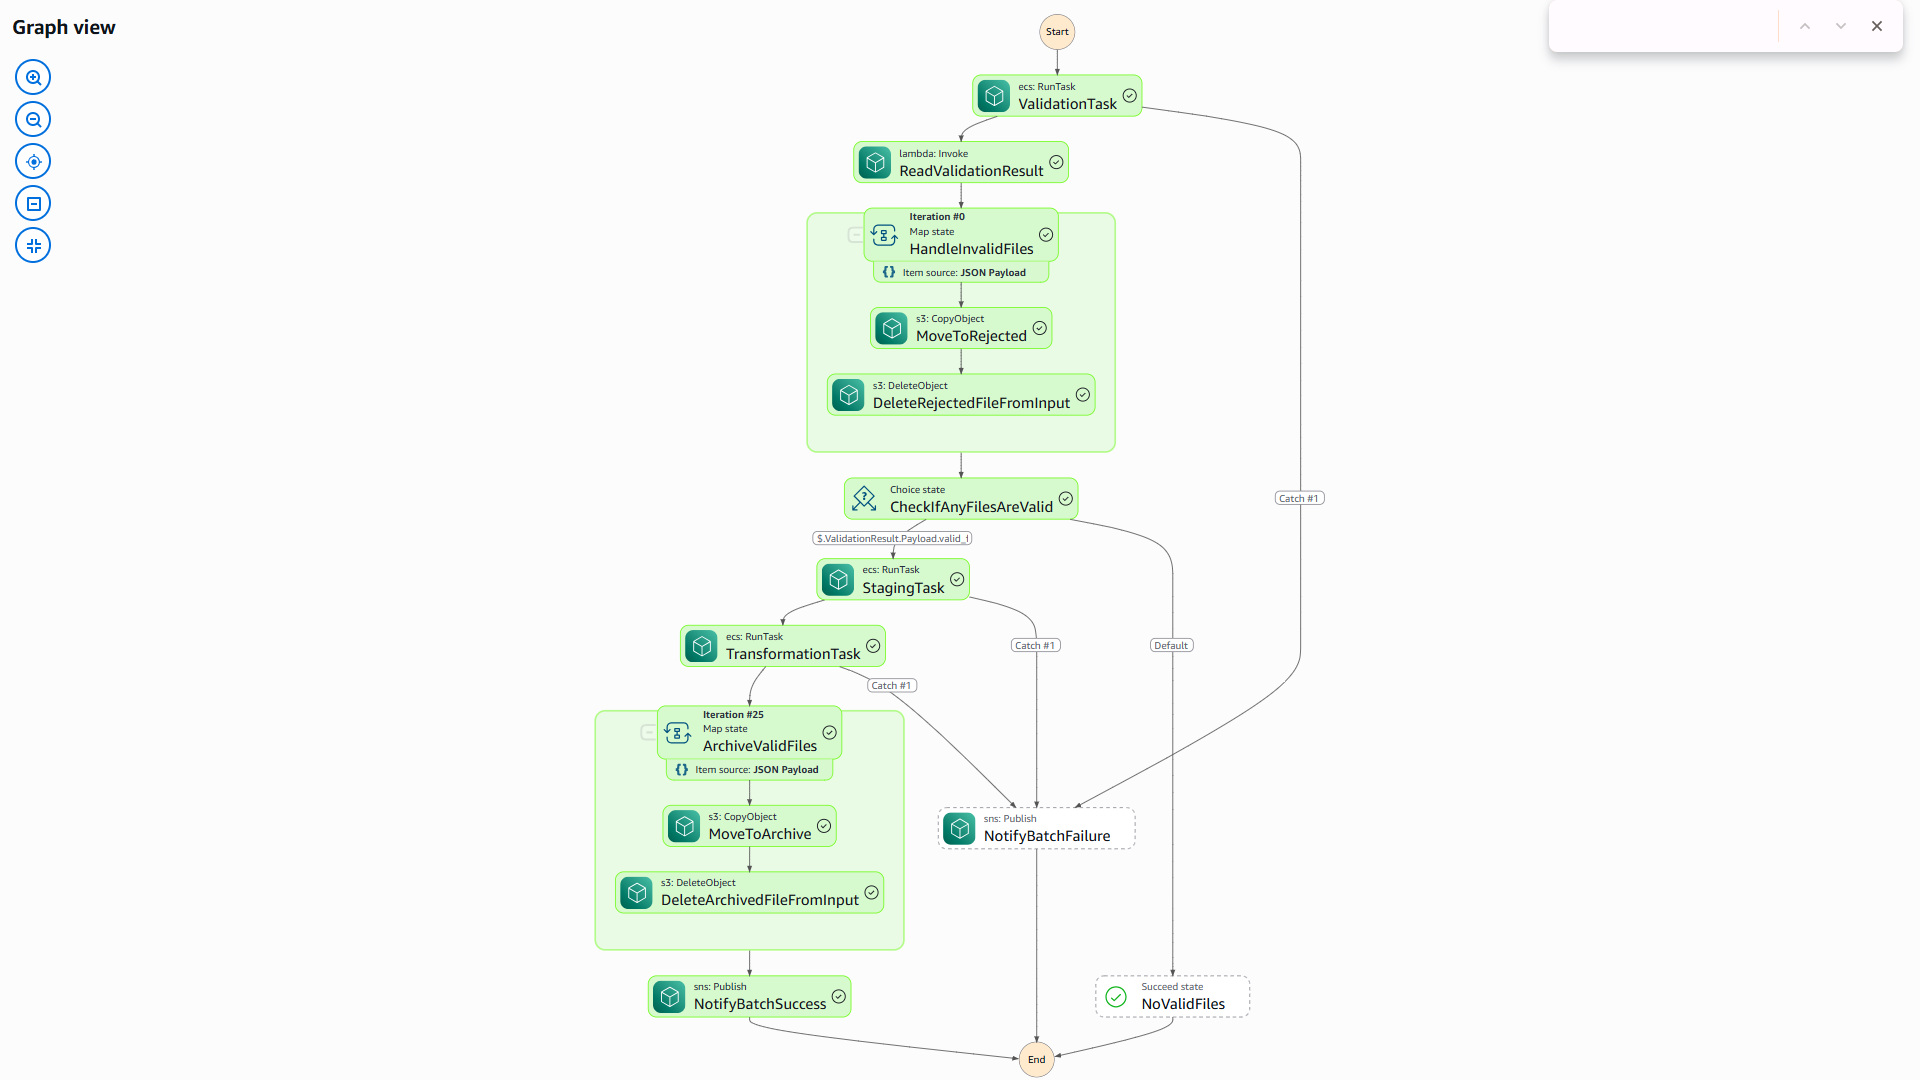 Graph view
Start
ecs: RunTask
ValidationTask
lambda: Invoke
ReadValidationResult
Iteration #0
Map state
HandleInvalidFiles
Item source: JSON Payload
s3: CopyObject
MoveToRejected
s3: DeleteObject
DeleteRejectedFileFromInput
Choice state
CheckIfAnyFilesAreValid
Catch #1
$.ValidationResult.Payload.valid_f
ecs: RunTask
StagingTask
ecs: RunTask
TransformationTask
Catch #1
Default
Catch #1
Iteration #25
Map state
ArchiveValidFiles
Item source: JSON Payload
s3: CopyObject
MoveToArchive
sns: Publish
NotifyBatchFailure
s3: DeleteObject
DeleteArchivedFileFromInput
sns: Publish
NotifyBatchSuccess
Succeed state
NoValidFiles
End